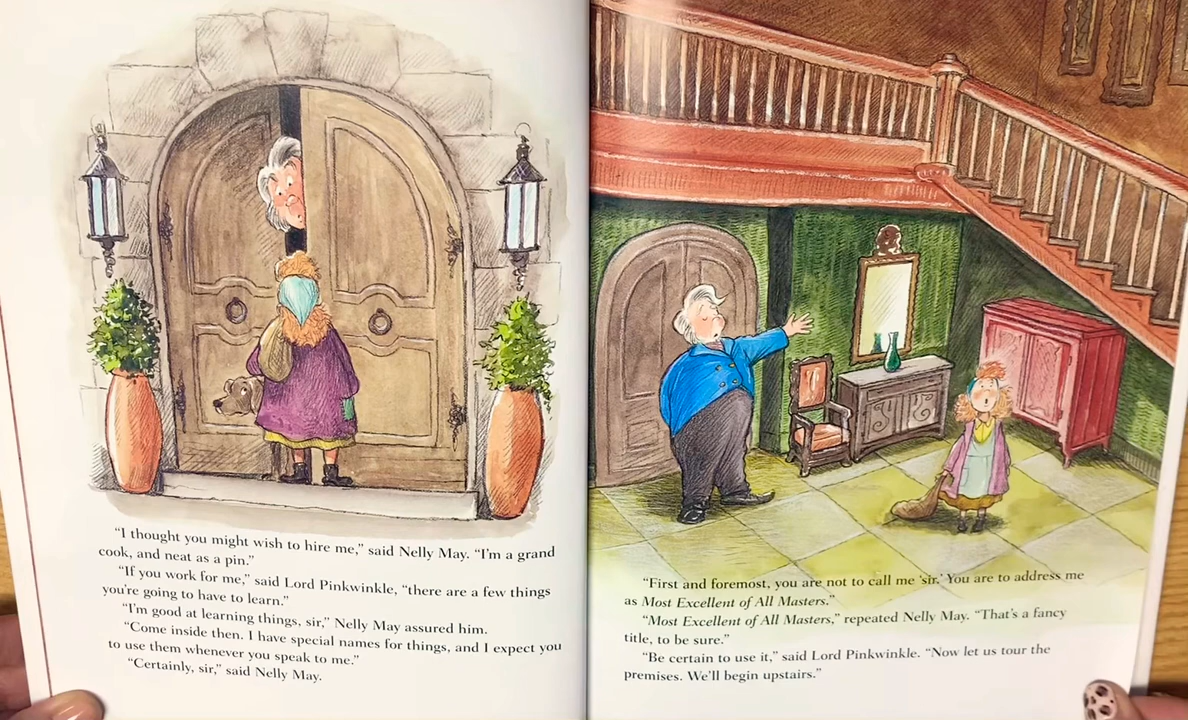 “I thought you might wish to hire me,” said Nelly May. “I’m a grand
cook, and neat as a pin.”
“If you work for me,” said Lord Pinkwinkle, “there are a few things
you’re going to have to learn.”
“I’m good at learning things, sir,” Nelly May assured him.
“Come inside then. I have special names for things, and I expect you
to use them whenever you speak to me.”
“Certainly, sir,” said Nelly May.
“First and foremost, you are not to call me ‘sir.’ You are to address me
as Most Excellent of All Masters.”
“Most Excellent of All Masters,” repeated Nelly May. “That’s a fancy
title, to be sure.”
“Be certain to use it,” said Lord Pinkwinkle. “Now let us tour the
premises. We’ll begin upstairs.”